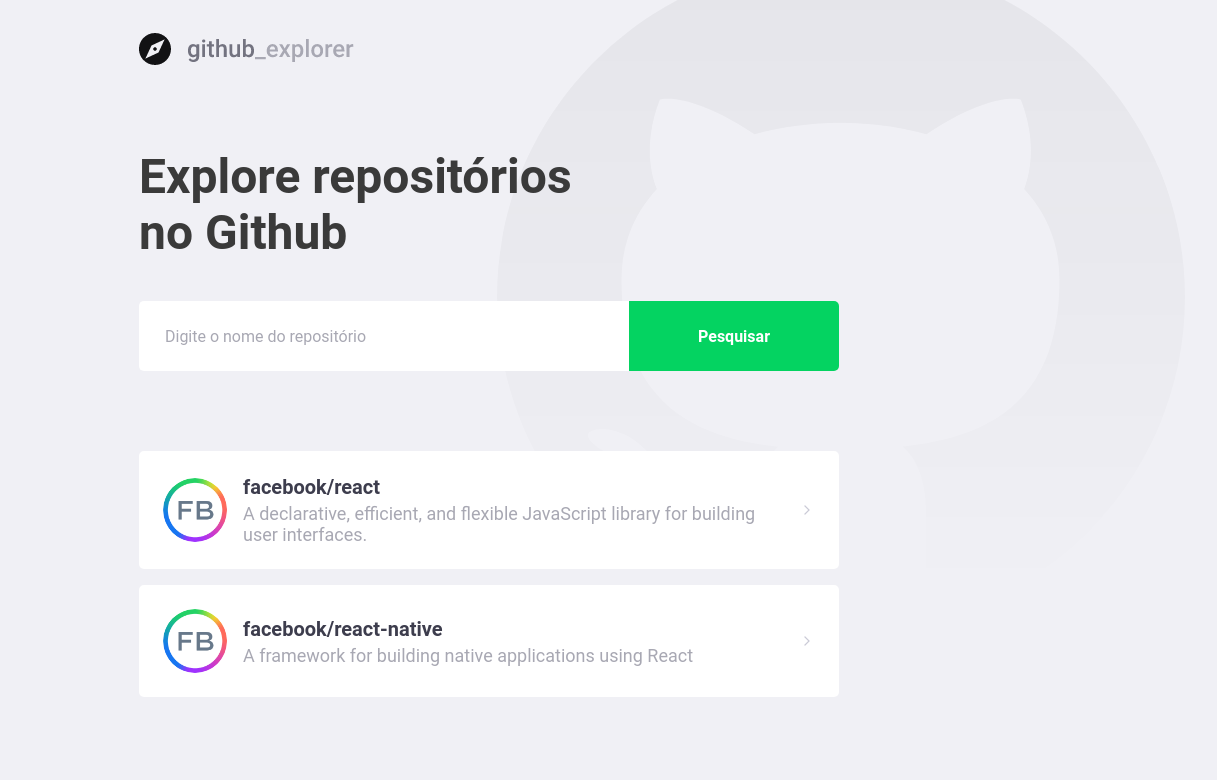 github_explorer
Explore repositórios
no Github
Digite o nome do repositório
Pesquisar
FB
facebook/react
A declarative, efficient, and flexible JavaScript library for building
user interfaces.
FB
facebook/react-native
A framework for building native applications using React